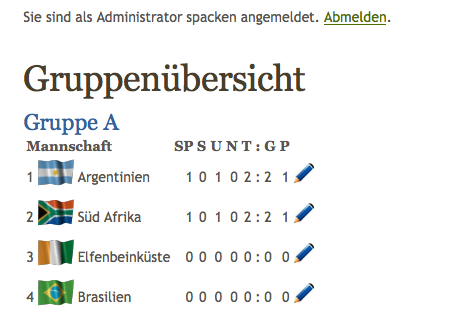 Sie sind als Administrator spacken angemeldet. Abmelden.
Gruppenübersicht
Gruppe A
Mannschaft SP S U N T : G P
1 Argentinien 1 0 1 0 2 : 2 1
2 Süd Afrika 1 0 1 0 2 : 2 1
3 Elfenbeinküste 0 0 0 0 0 : 0 0
4 Brasilien 0 0 0 0 0 : 0 0